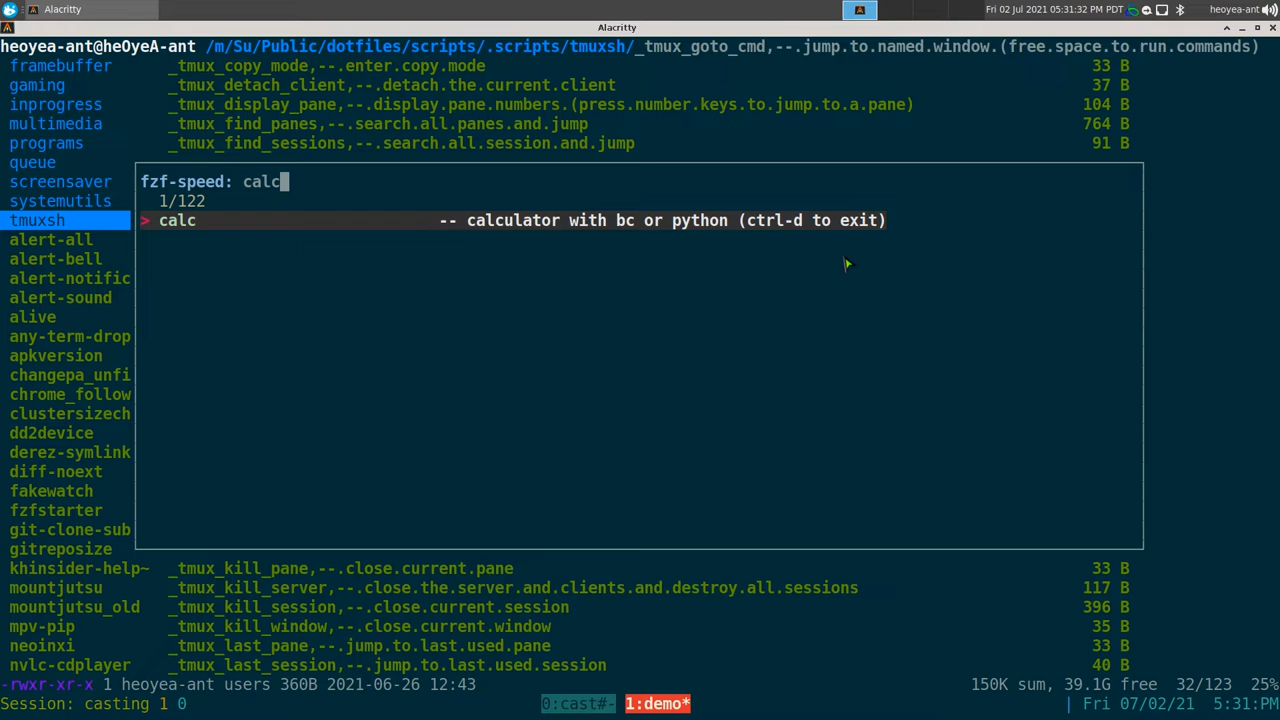 Alacritty
Fri 02 Jul 2021, 05:31:32 PM PDT
heoyea-ant
Alacritty
heoyea-ant@heOyeA-ant /m/Su/Public/dotfiles/scripts/.scripts/tmuxsh/_tmux_goto_cmd,--.jump.to.named.window.(free.space.to.run.commands)
framebuffer _tmux_copy_mode,--.enter.copy.mode 33 B
gaming _tmux_detach_client,--.detach.the.current.client 37 B
inprogress _tmux_display_pane,--.display.pane.numbers.(press.number.keys.to.jump.to.a.pane) 104 B
multimedia _tmux_find_panes,--.search.all.panes.and.jump 764 B
programs _tmux_find_sessions,--.search.all.session.and.jump 91 B
queue
screensaver fzf-speed: calc
systemutils 1/122
tmuxsh > calc -- calculator with bc or python (ctrl-d to exit)
alert-all
alert-bell
alert-notific
alert-sound
alive
any-term-drop
apkversion
changepa_unfi
chrome_follow
clustersizech
dd2device
derez-symlink
diff-noext
fakewatch
fzfstarter
git-clone-sub
gitreposize
khinsider-help~ _tmux_kill_pane,--.close.current.pane 33 B
mountjutsu _tmux_kill_server,--.close.the.server.and.clients.and.destroy.all.sessions 117 B
mountjutsu_old _tmux_kill_session,--.close.current.session 396 B
mpv-pip _tmux_kill_window,--.close.current.window 35 B
neoinxi _tmux_last_pane,--.jump.to.last.used.pane 33 B
nvlc-cdplayer _tmux_last_session,--.jump.to.last.used.session 40 B
-rwxr-xr-x 1 heoyea-ant users 360B 2021-06-26 12:43 150K sum, 39.1G free 32/123 25%
Session: casting 1 0 0:cast#- 1:demo* | Fri 07/02/21 5:31:PM